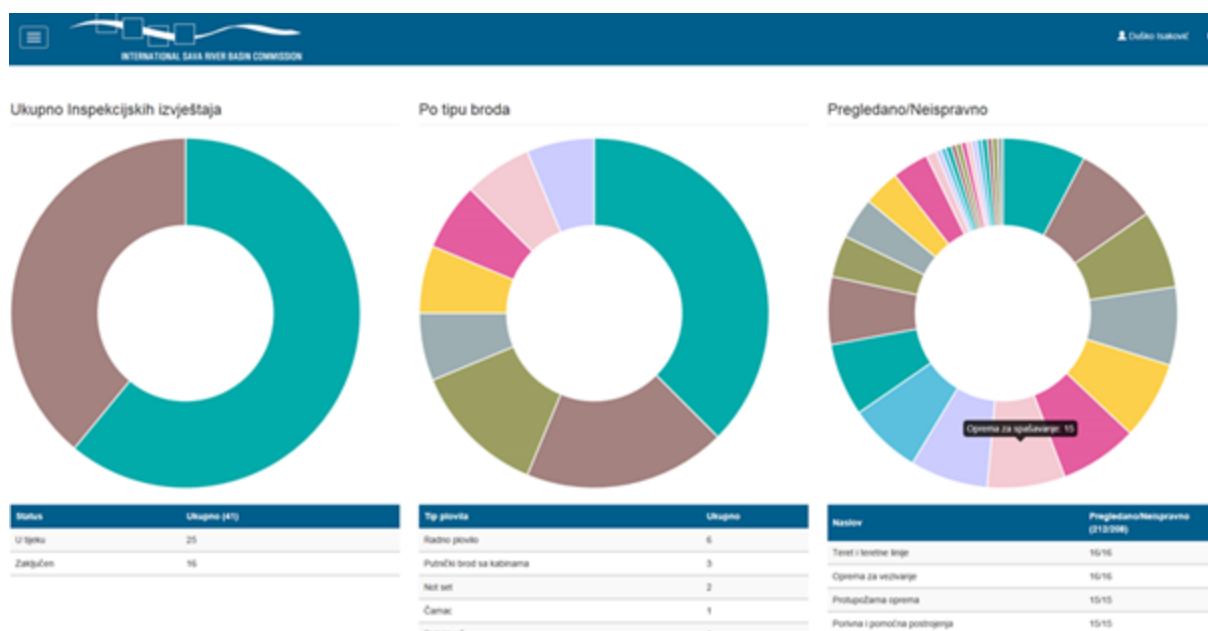 INTERNATIONAL SAVA RIVER BASIN COMMISSION
Duško Isaković
Ukupno Inspekcijskih izvještaja
Po tipu broda
Pregledano/Neispravno
Oprema za spašavanje: 15
Status Ukupno (41)
U tijeku 25
Zaključen 16
Tip plovila Ukupno
Radno plovilo 6
Putnički brod sa kabinama 3
Not set 2
Čamac 1
Naslov Pregledano/Neispravno (212/208)
Teret i teretne linije 16/16
Oprema za vezivanje 16/16
Protupožarna oprema 15/15
Porivna i pomoćna postrojenja 15/15